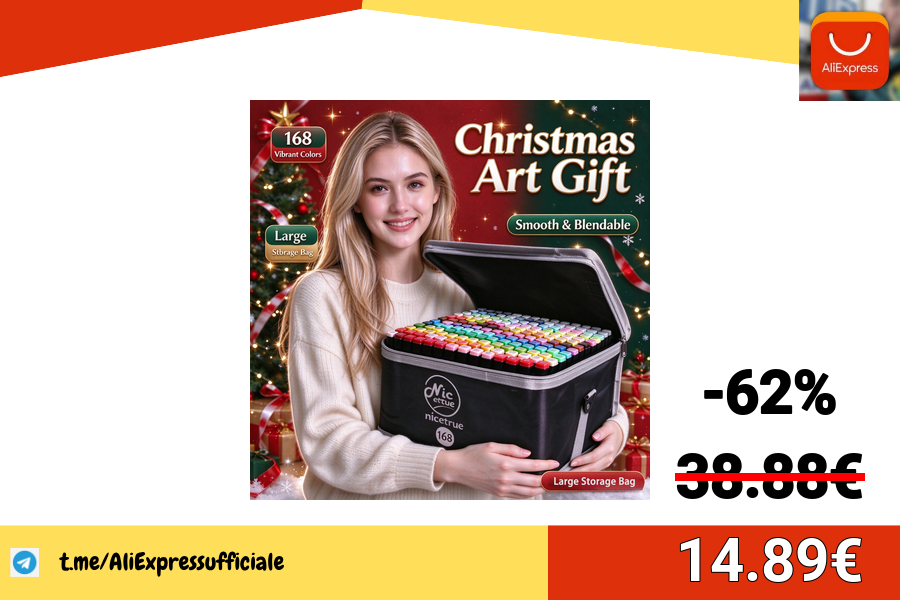 AliExpress
168
Vibrant Colors
Christmas
Art Gift
Large
Storage Bag
Smooth & Blendable
Nic
ettue
nicetrue
168
Large Storage Bag
-62%
38.88€
t.me/AliExpressufficiale
14.89€